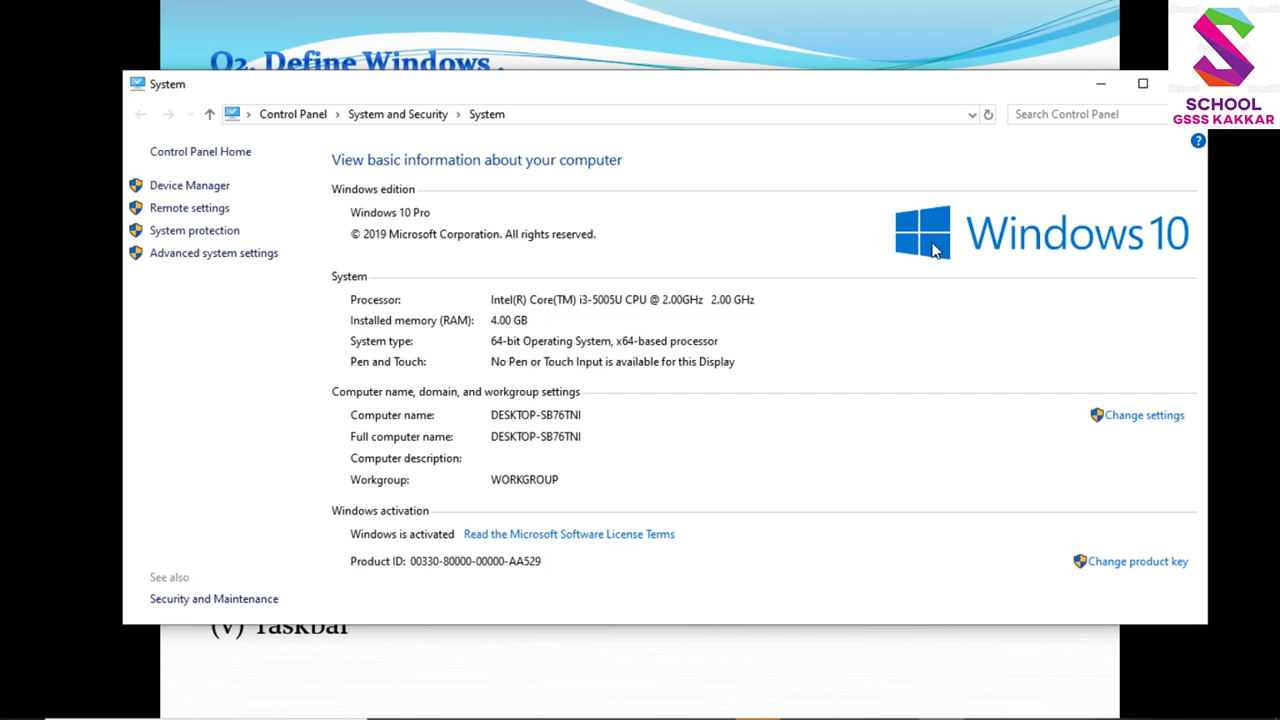 Q2. Define Windows .
SCHOOL
GSSS KAKKAR
System
Control Panel › System and Security › System
Search Control Panel
Control Panel Home
Device Manager
Remote settings
System protection
Advanced system settings
See also
Security and Maintenance
View basic information about your computer
Windows edition
Windows 10 Pro
© 2019 Microsoft Corporation. All rights reserved.
Windows 10
System
Processor: Intel(R) Core(TM) i3-5005U CPU @ 2.00GHz 2.00 GHz
Installed memory (RAM): 4.00 GB
System type: 64-bit Operating System, x64-based processor
Pen and Touch: No Pen or Touch Input is available for this Display
Computer name, domain, and workgroup settings
Computer name: DESKTOP-SB76TNI
Change settings
Full computer name: DESKTOP-SB76TNI
Computer description:
Workgroup: WORKGROUP
Windows activation
Windows is activated Read the Microsoft Software License Terms
Product ID: 00330-80000-00000-AA529
Change product key
(V) Taskbar